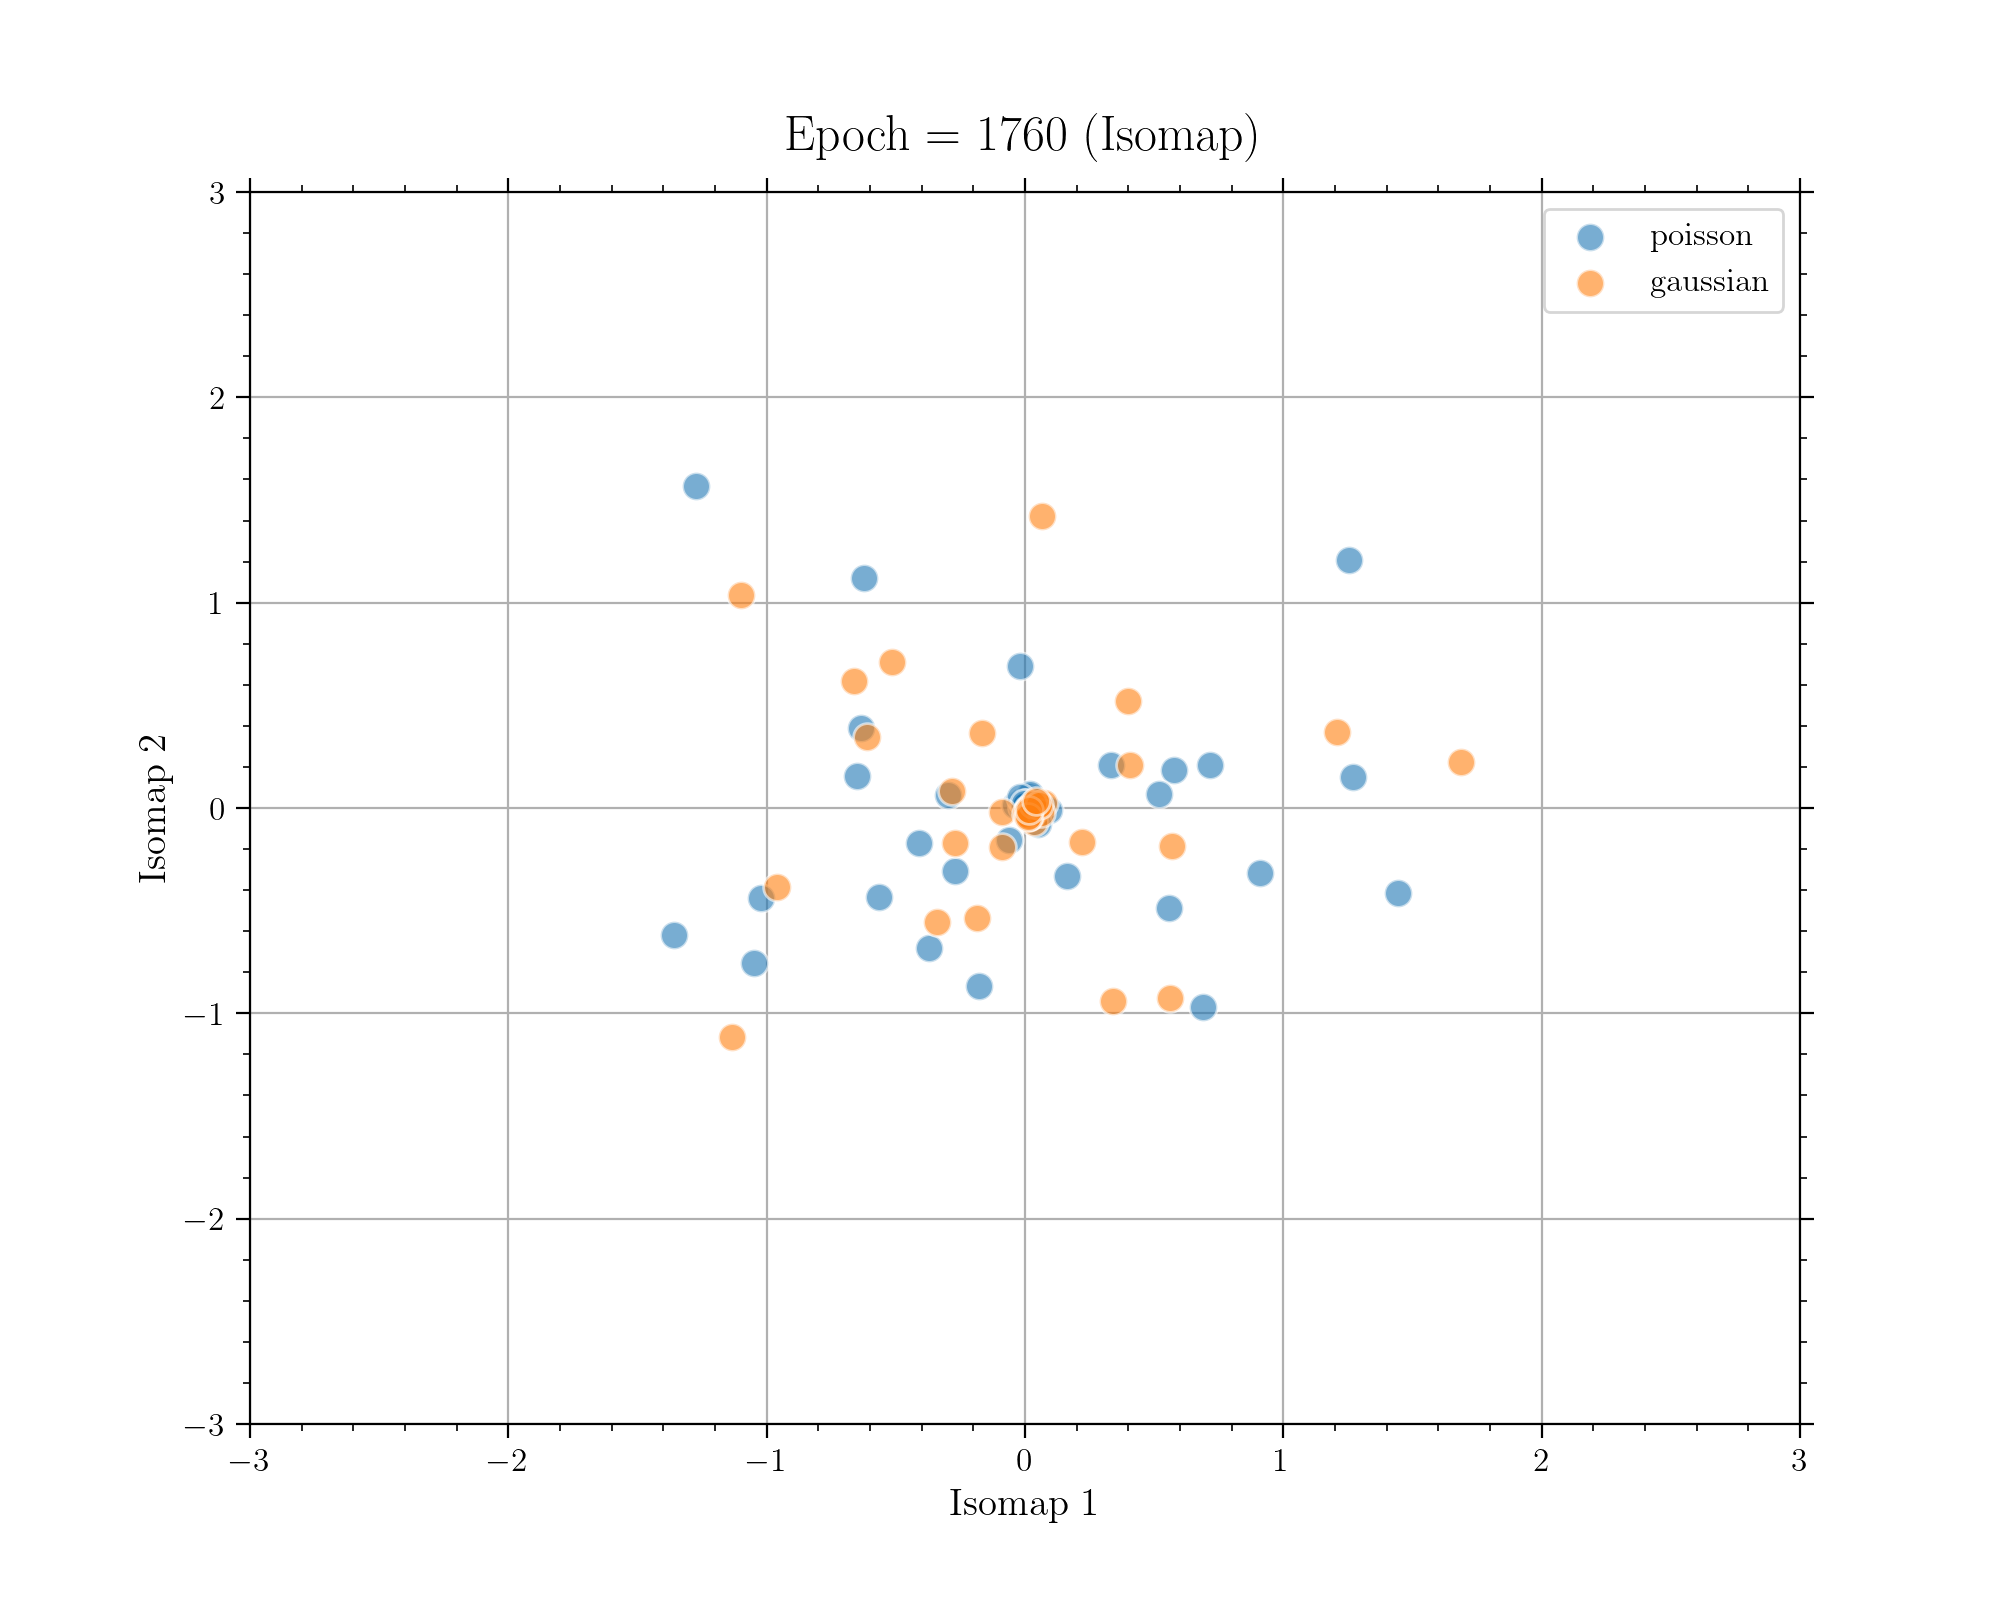 Epoch = 1760 (Isomap)
poisson
gaussian
3
2
1
0
−1
−2
−3
Isomap 2
−3 −2 −1 0 1 2 3
Isomap 1